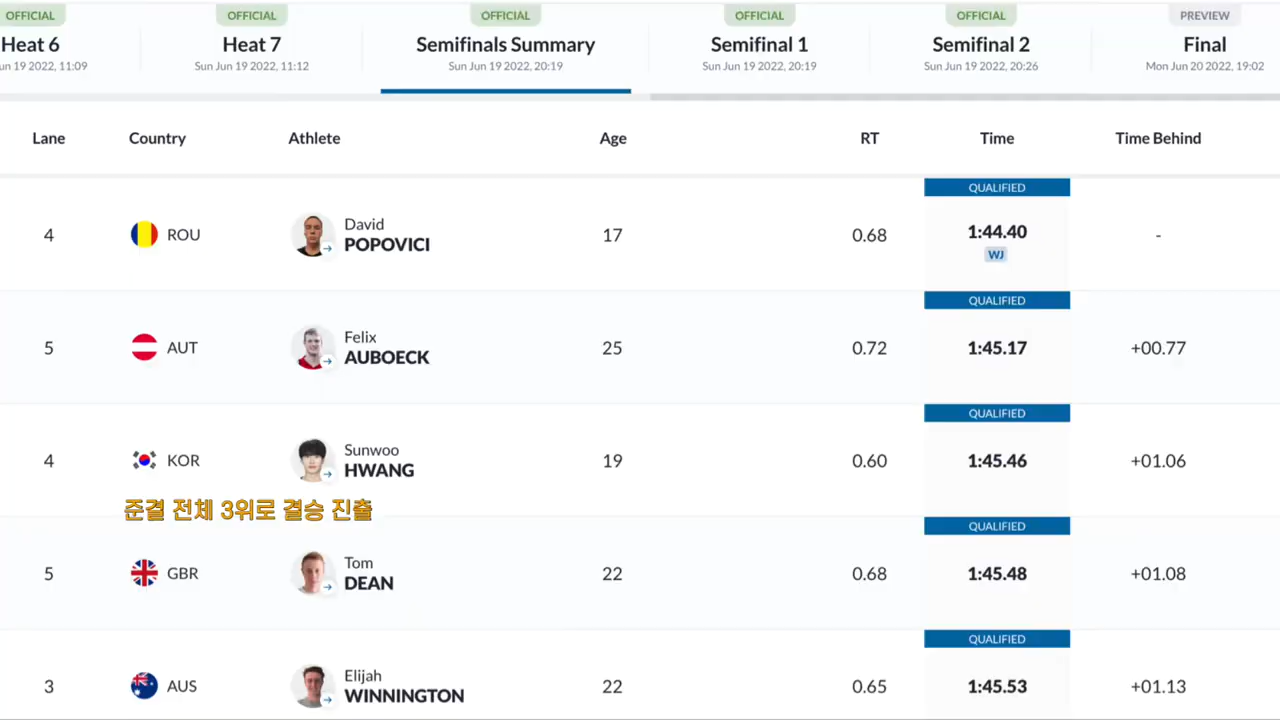 OFFICIAL OFFICIAL OFFICIAL OFFICIAL OFFICIAL PREVIEW
Heat 6 Heat 7 Semifinals Summary Semifinal 1 Semifinal 2 Final
un 19 2022, 11:09 Sun Jun 19 2022, 11:12 Sun Jun 19 2022, 20:19 Sun Jun 19 2022, 20:19 Sun Jun 19 2022, 20:26 Mon Jun 20 2022, 19:02
Lane Country Athlete Age RT Time Time Behind
QUALIFIED
4 ROU David POPOVICI 17 0.68 1:44.40 -
WJ
QUALIFIED
5 AUT Felix AUBOECK 25 0.72 1:45.17 +00.77
QUALIFIED
4 KOR Sunwoo HWANG 19 0.60 1:45.46 +01.06
준결 전체 3위로 결승 진출
QUALIFIED
5 GBR Tom DEAN 22 0.68 1:45.48 +01.08
QUALIFIED
3 AUS Elijah WINNINGTON 22 0.65 1:45.53 +01.13